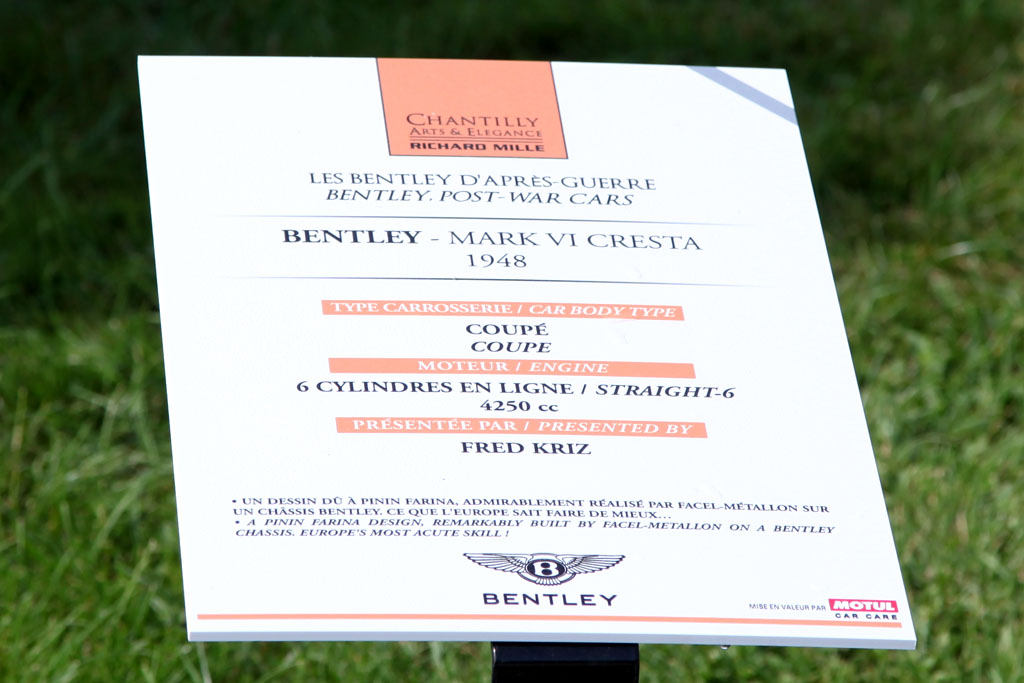 CHANTILLY
ARTS & ELEGANCE
RICHARD MILLE
LES BENTLEY D'APRÈS-GUERRE
BENTLEY. POST-WAR CARS
BENTLEY - MARK VI CRESTA
1948
TYPE CARROSSERIE / CAR BODY TYPE
COUPÉ
COUPE
MOTEUR / ENGINE
6 CYLINDRES EN LIGNE / STRAIGHT-6
4250 cc
PRÉSENTÉE PAR / PRESENTED BY
FRED KRIZ
• UN DESSIN DÛ À PININ FARINA, ADMIRABLEMENT RÉALISÉ PAR FACEL-MÉTALLON SUR
UN CHÂSSIS BENTLEY. CE QUE L'EUROPE SAIT FAIRE DE MIEUX...
• A PININ FARINA DESIGN, REMARKABLY BUILT BY FACEL-METALLON ON A BENTLEY
CHASSIS. EUROPE'S MOST ACUTE SKILL !
B
BENTLEY
MISE EN VALEUR PAR MOTUL
CAR CARE